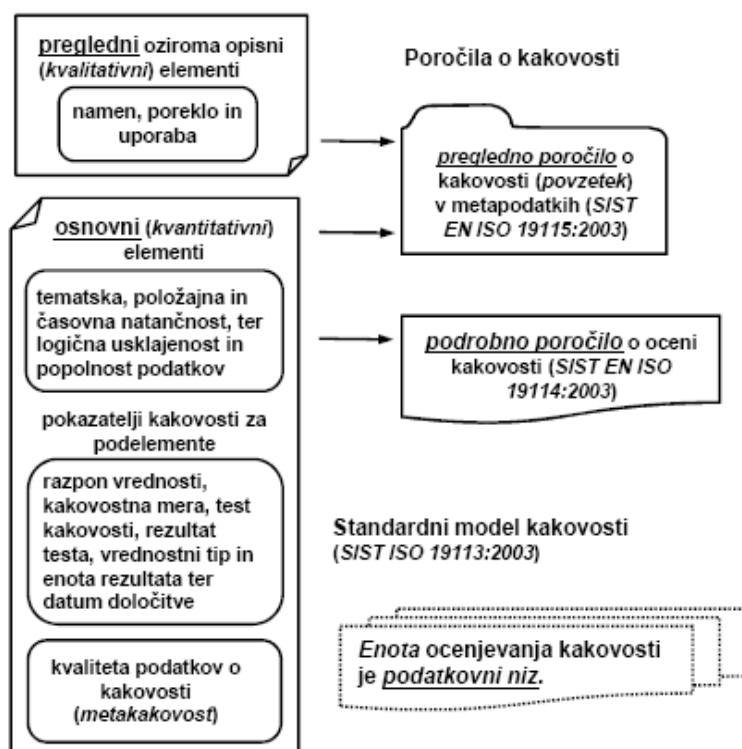 pregledni oziroma opisni
(kvalitativni) elementi
namen, poreklo in
uporaba
osnovni (kvantitativni)
elementi
tematska, položajna in
časovna natančnost, ter
logična usklajenost in
popolnost podatkov
pokazatelji kakovosti za
podelemente
razpon vrednosti,
kakovostna mera, test
kakovosti, rezultat
testa, vrednostni tip in
enota rezultata ter
datum določitve
kvaliteta podatkov o
kakovosti
(metakakovost)
Poročila o kakovosti
pregledno poročilo o
kakovosti (povzetek)
v metapodatkih (SIST
EN ISO 19115:2003)
podrobno poročilo o oceni
kakovosti (SIST EN ISO
19114:2003)
Standardni model kakovosti
(SIST ISO 19113:2003)
Enota ocenjevanja kakovosti
je podatkovni niz.